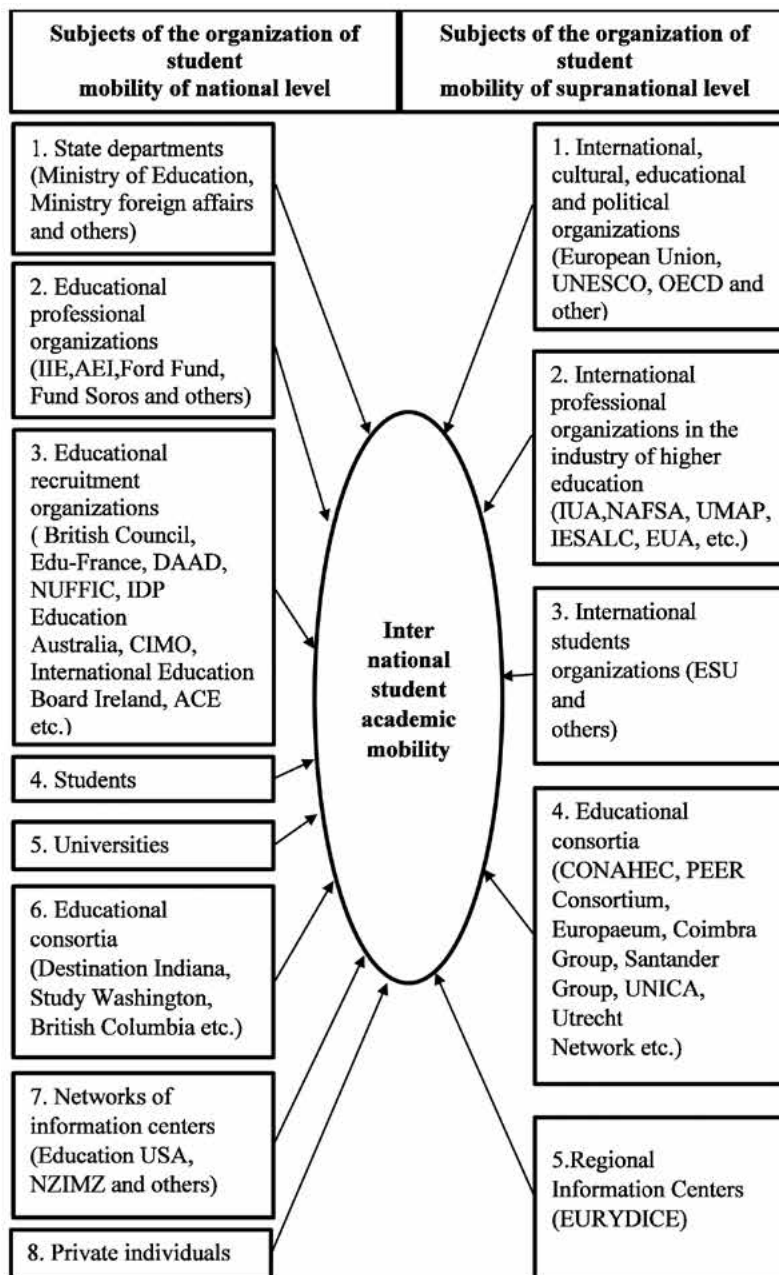 Subjects of the organization of
student
mobility of national level
Subjects of the organization of
student
mobility of supranational level
1. State departments
(Ministry of Education,
Ministry foreign affairs
and others)
2. Educational
professional
organizations
(IIE,AEI,Ford Fund,
Fund Soros and others)
3. Educational
recruitment
organizations
( British Council,
Edu-France, DAAD,
NUFFIC, IDP
Education
Australia, CIMO,
International Education
Board Ireland, ACE
etc.)
4. Students
5. Universities
6. Educational
consortia
(Destination Indiana,
Study Washington,
British Columbia etc.)
7. Networks of
information centers
(Education USA,
NZIMZ and others)
8. Private individuals
Inter
national
student
academic
mobility
1. International,
cultural, educational
and political
organizations
(European Union,
UNESCO, OECD and
other)
2. International
professional
organizations in the
industry of higher
education
(IUA,NAFSA, UMAP,
IESALC, EUA, etc.)
3. International
students
organizations (ESU
and
others)
4. Educational
consortia
(CONAHEC, PEER
Consortium,
Europaeum, Coimbra
Group, Santander
Group, UNICA,
Utrecht
Network etc.)
5.Regional
Information Centers
(EURYDICE)